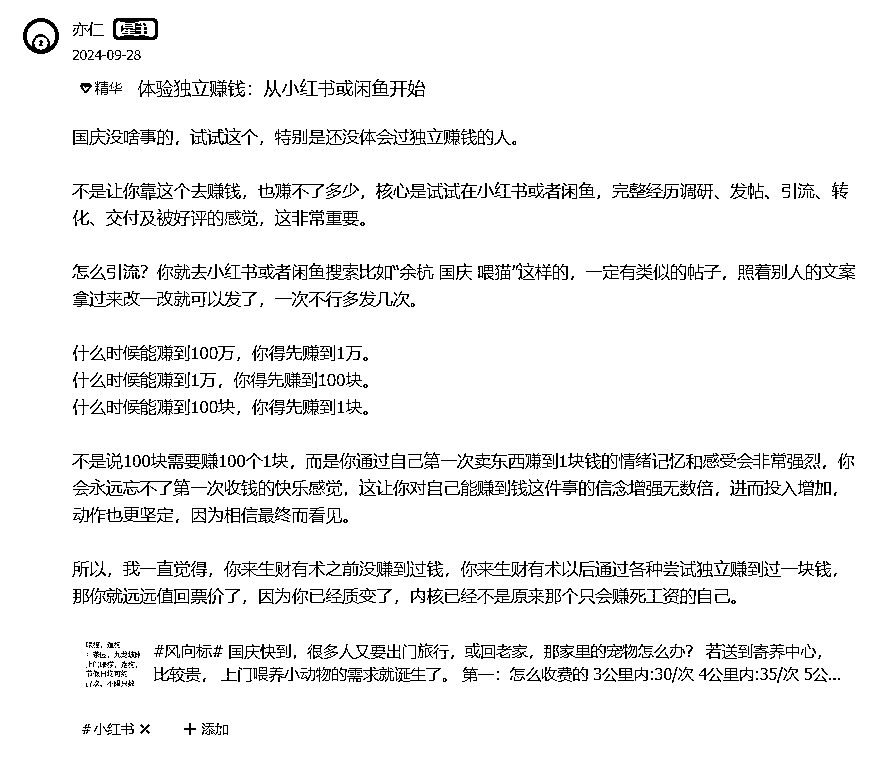 亦仁 星主
2024-09-28
精华 体验独立赚钱：从小红书或闲鱼开始
国庆没啥事的，试试这个，特别是还没体会过独立赚钱的人。
不是让你靠这个去赚钱，也赚不了多少，核心是试试在小红书或者闲鱼，完整经历调研、发帖、引流、转
化、交付及被好评的感觉，这非常重要。
怎么引流？你就去小红书或者闲鱼搜索比如“余杭 国庆 喂猫”这样的，一定有类似的帖子，照着别人的文案
拿过来改一改就可以发了，一次不行多发几次。
什么时候能赚到100万，你得先赚到1万。
什么时候能赚到1万，你得先赚到100块。
什么时候能赚到100块，你得先赚到1块。
不是说100块需要赚100个1块，而是你通过自己第一次卖东西赚到1块钱的情绪记忆和感受会非常强烈，你
会永远忘不了第一次收钱的快乐感觉，这让你对自己能赚到钱这件事的信念增强无数倍，进而投入增加，
动作也更坚定，因为相信最终而看见。
所以，我一直觉得，你来生财有术之前没赚到过钱，你来生财有术以后通过各种尝试独立赚到过一块钱，
那你就远远值回票价了，因为你已经质变了，内核已经不是原来那个只会赚死工资的自己。
#风向标# 国庆快到，很多人又要出门旅行，或回老家，那家里的宠物怎么办？ 若送到寄养中心，
比较贵， 上门喂养小动物的需求就诞生了。 第一：怎么收费的 3公里内:30/次 4公里内:35/次 5公...
#小红书 × + 添加